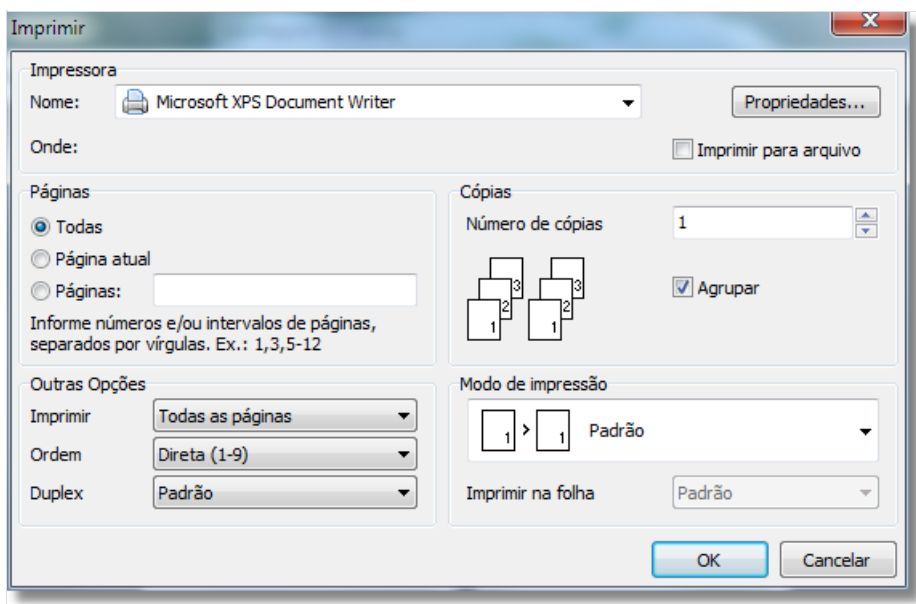 Imprimir
Impressora
Nome: Microsoft XPS Document Writer Propriedades...
Onde: Imprimir para arquivo
Páginas
Todas
Página atual
Páginas:
Informe números e/ou intervalos de páginas,
separados por vírgulas. Ex.: 1,3,5-12
Cópias
Número de cópias 1
3 3
2 2
1 1
Agrupar
Outras Opções
Imprimir Todas as páginas
Ordem Direta (1-9)
Duplex Padrão
Modo de impressão
1 > 1 Padrão
Imprimir na folha Padrão
OK Cancelar